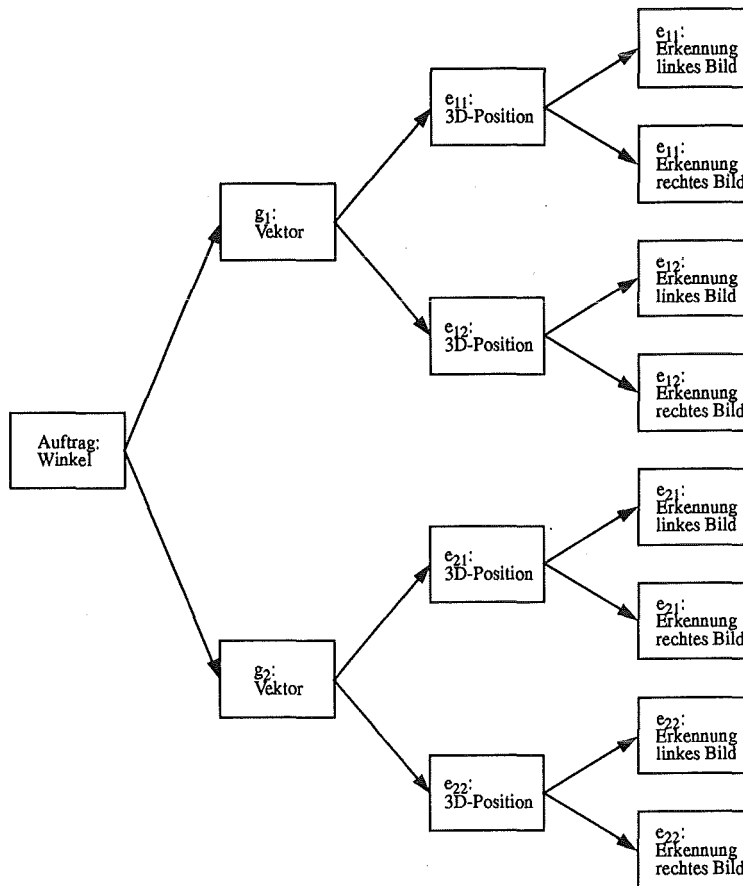 e11:
Erkennung
linkes Bild
e11:
3D-Position
e11:
Erkennung
rechtes Bild
g1:
Vektor
e12:
Erkennung
linkes Bild
e12:
3D-Position
e12:
Erkennung
rechtes Bild
Auftrag:
Winkel
e21:
Erkennung
linkes Bild
e21:
3D-Position
e21:
Erkennung
rechtes Bild
g2:
Vektor
e22:
Erkennung
linkes Bild
e22:
3D-Position
e22:
Erkennung
rechtes Bild